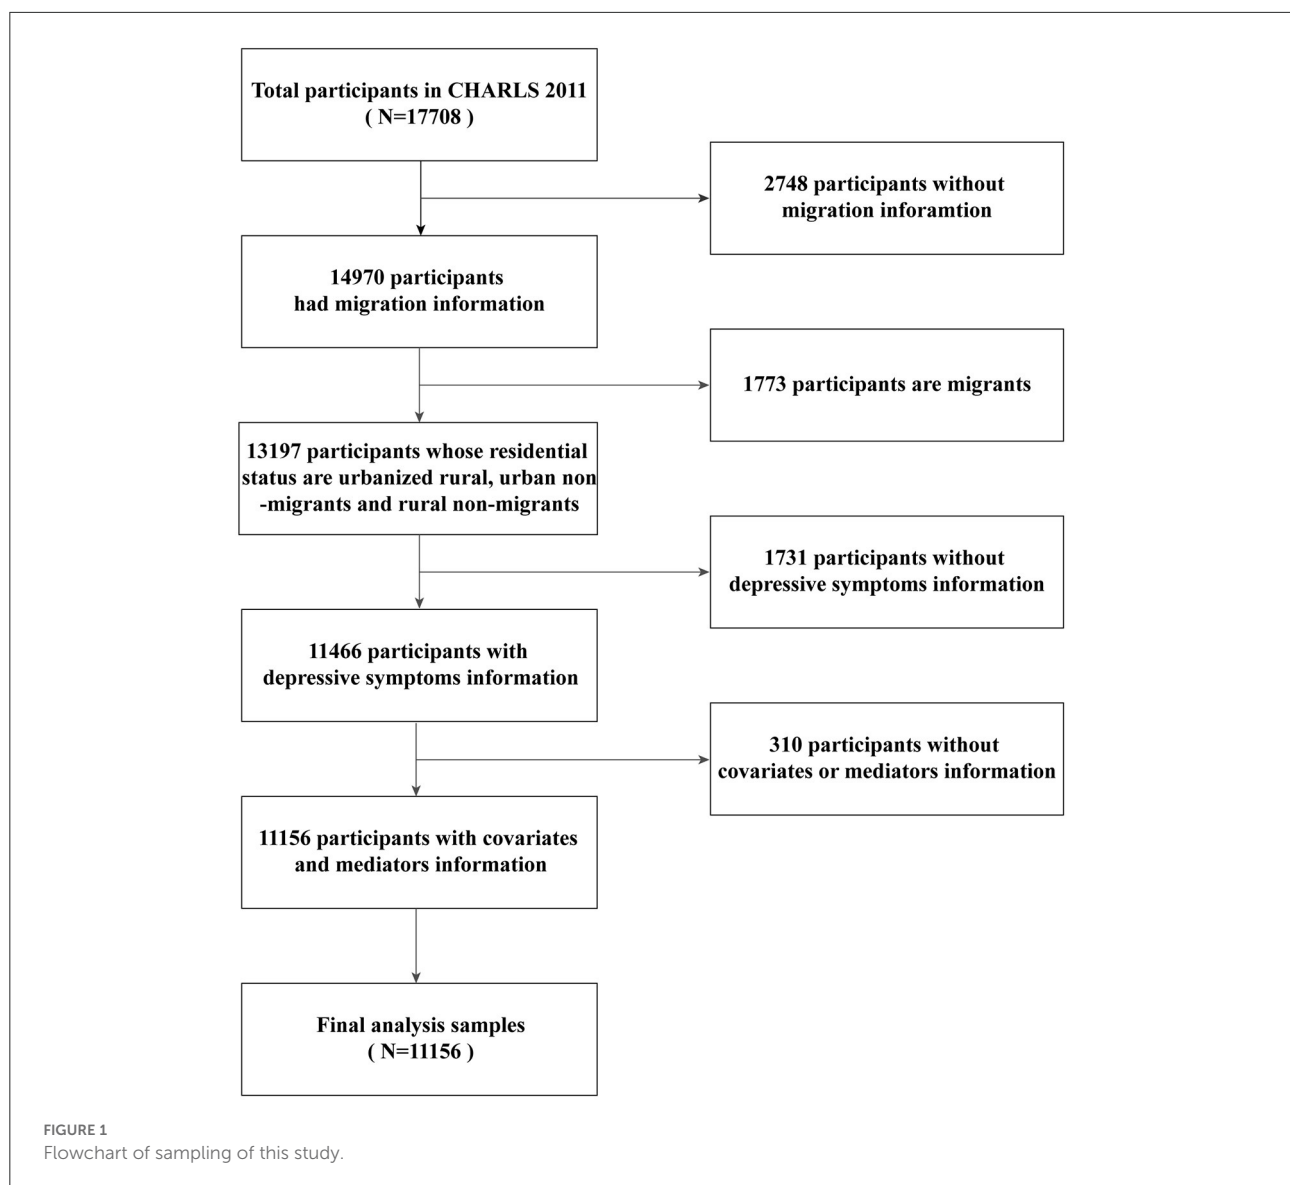 Total participants in CHARLS 2011
( N=17708 )
2748 participants without
migration inforamtion
14970 participants
had migration information
1773 participants are migrants
13197 participants whose residential
status are urbanized rural, urban non
-migrants and rural non-migrants
1731 participants without
depressive symptoms information
11466 participants with
depressive symptoms information
310 participants without
covariates or mediators information
11156 participants with covariates
and mediators information
Final analysis samples
( N=11156 )
FIGURE 1
Flowchart of sampling of this study.